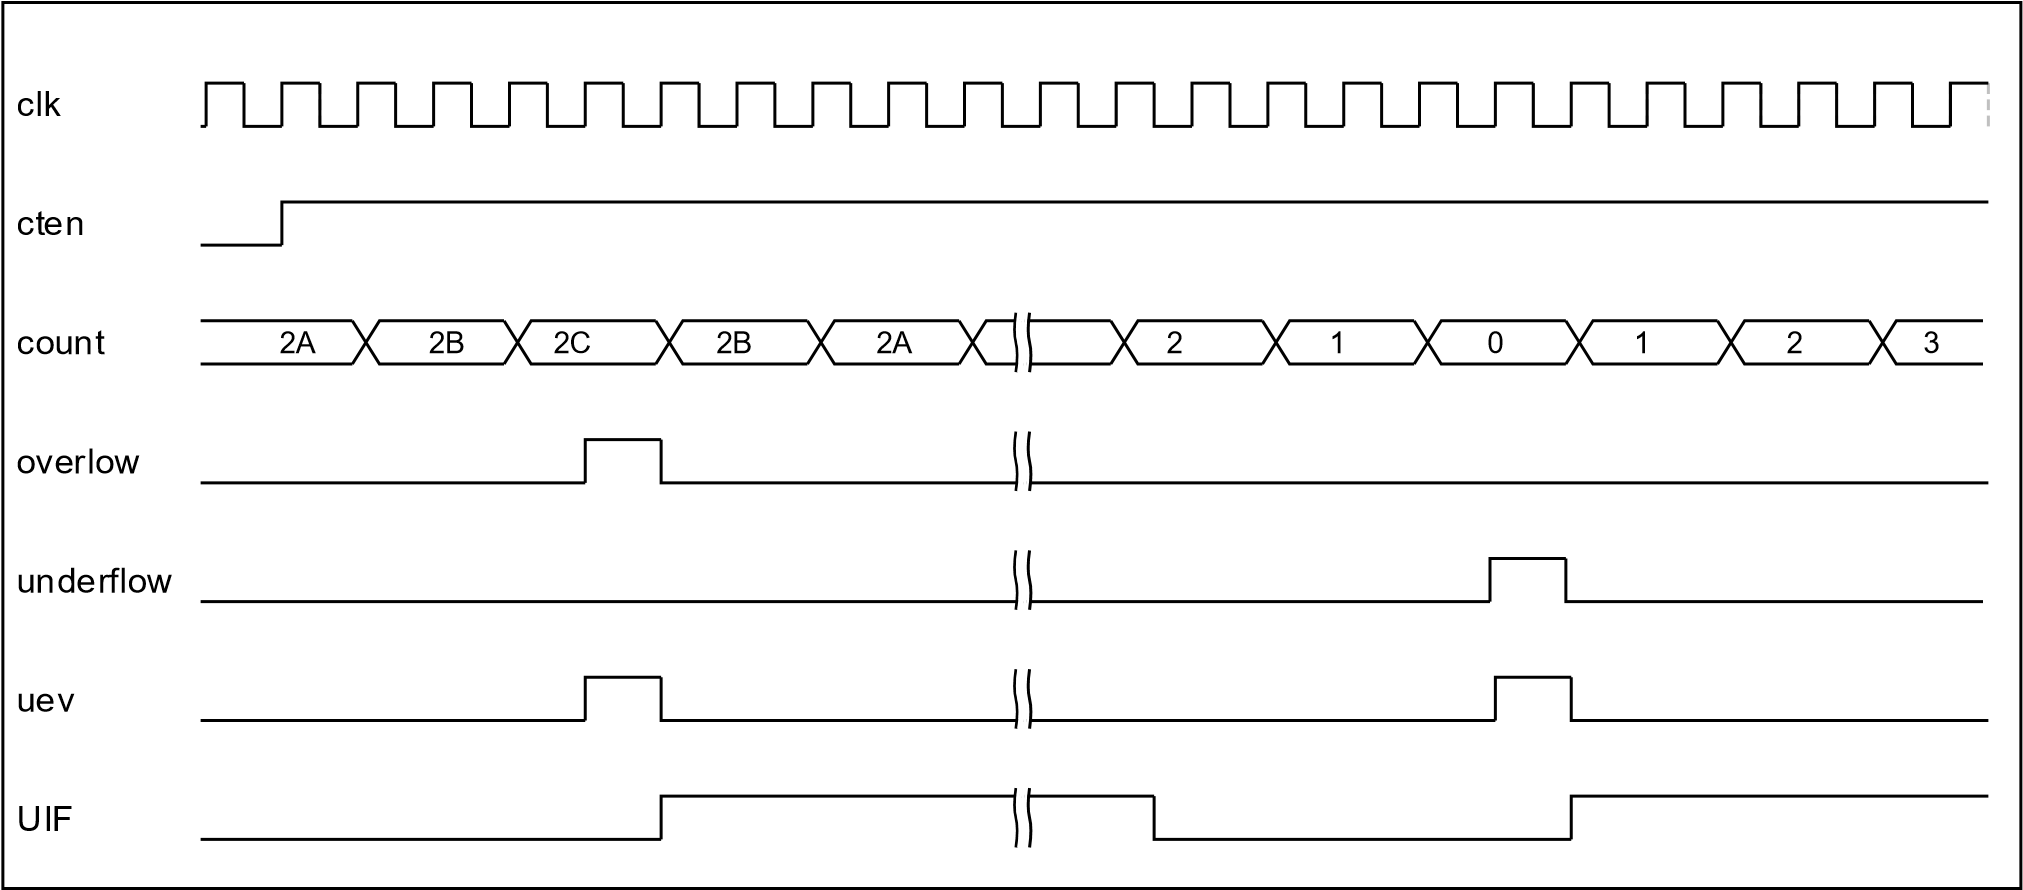 clk
cten
count 2A 2B 2C 2B 2A 2 1 0 1 2 3
overlow
underflow
uev
UIF